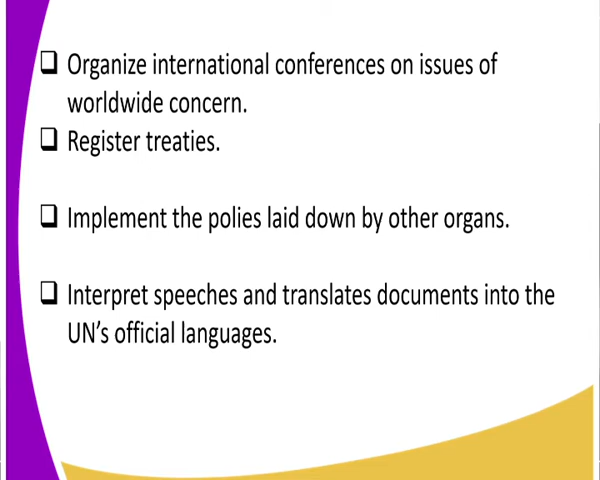 ❑ Organize international conferences on issues of
worldwide concern.
❑ Register treaties.
❑ Implement the polies laid down by other organs.
❑ Interpret speeches and translates documents into the
UN's official languages.